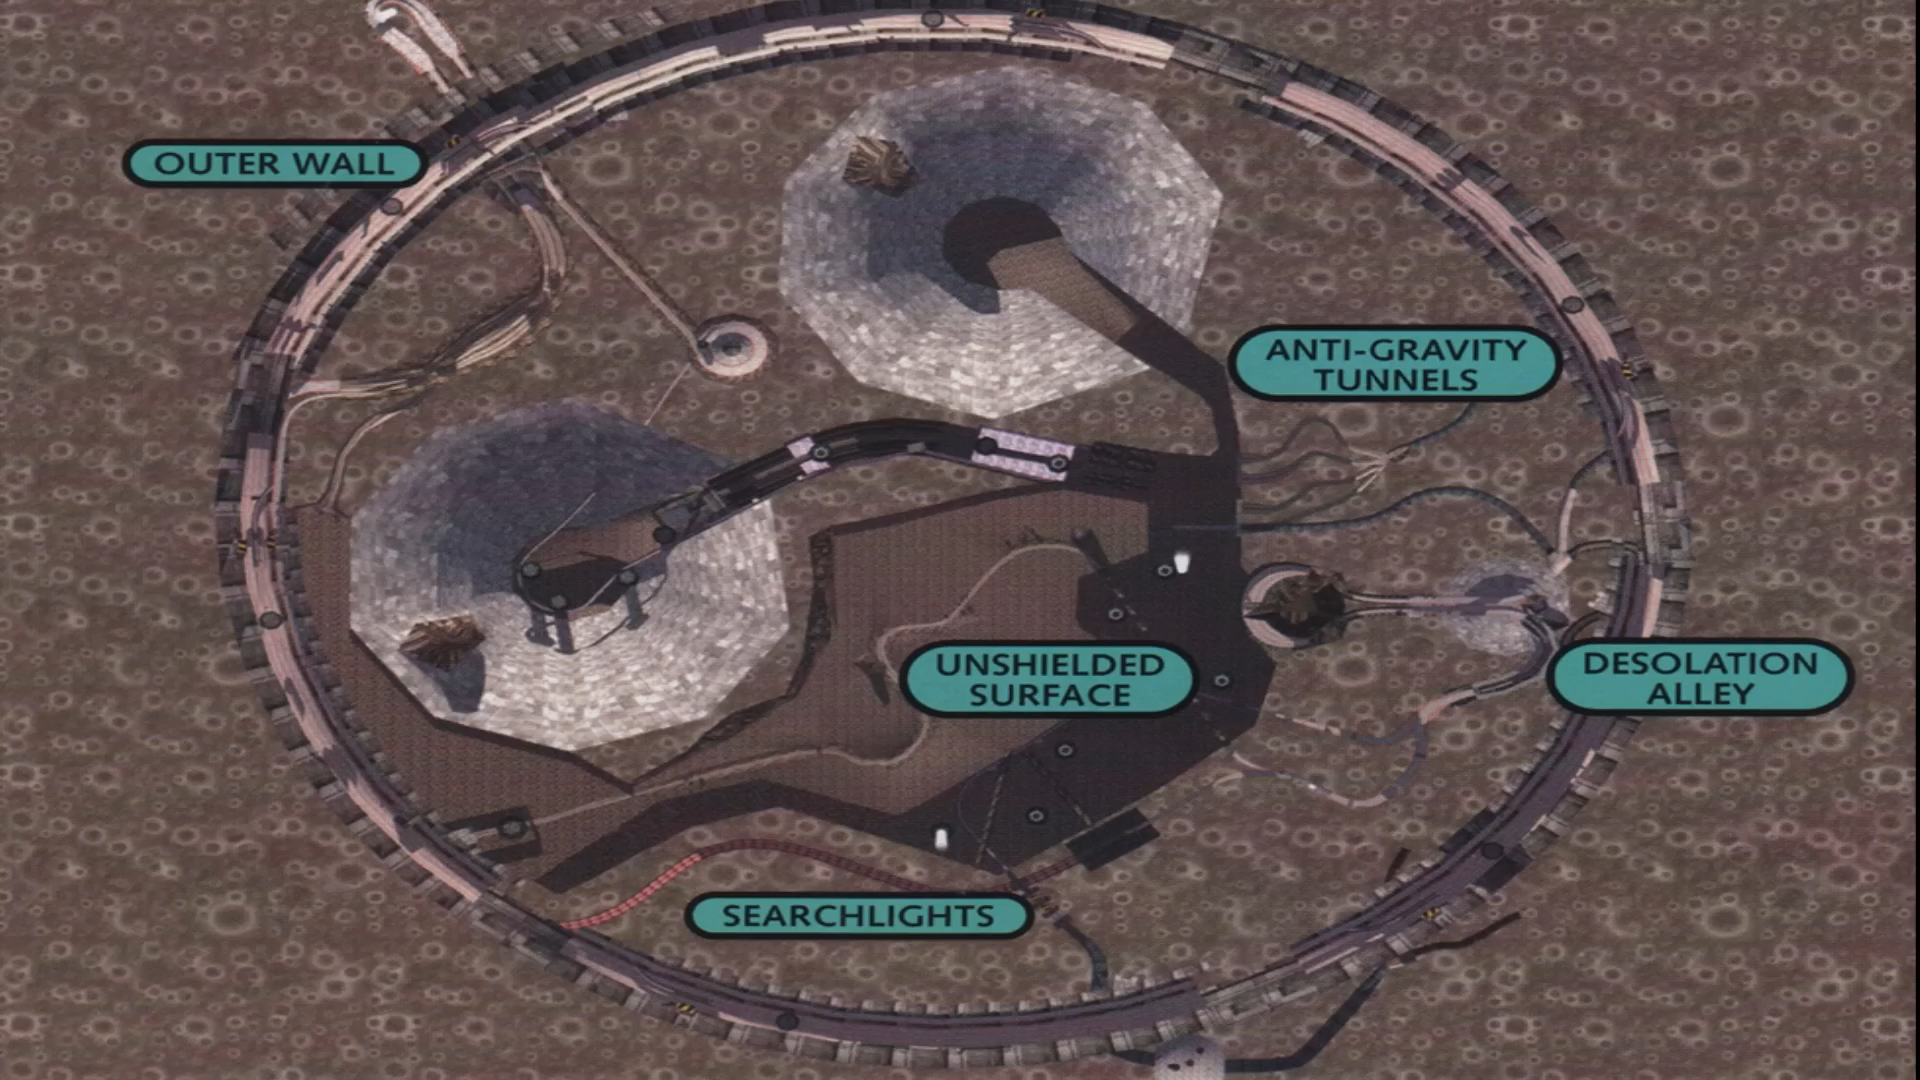 OUTER WALL
ANTI-GRAVITY
TUNNELS
UNSHIELDED
SURFACE
DESOLATION
ALLEY
SEARCHLIGHTS